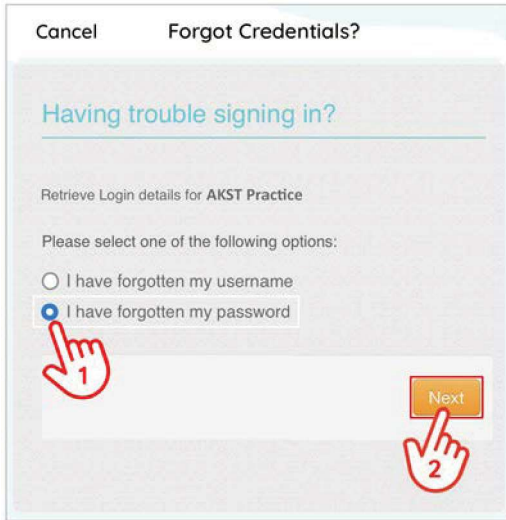 Cancel Forgot Credentials?
Having trouble signing in?
Retrieve Login details for AKST Practice
Please select one of the following options:
I have forgotten my username
I have forgotten my password
1
Next
2